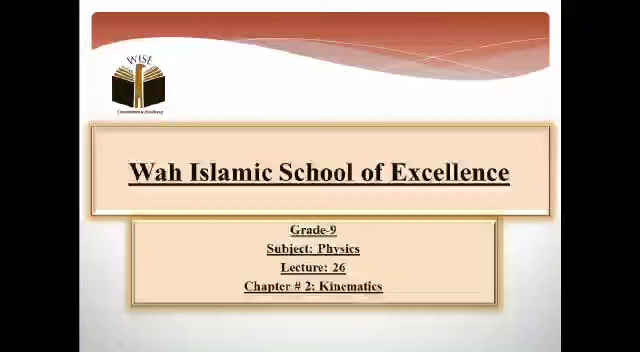 WISE
Wah Islamic School of Excellence
Grade-9
Subject: Physics
Lecture: 26
Chapter # 2: Kinematics